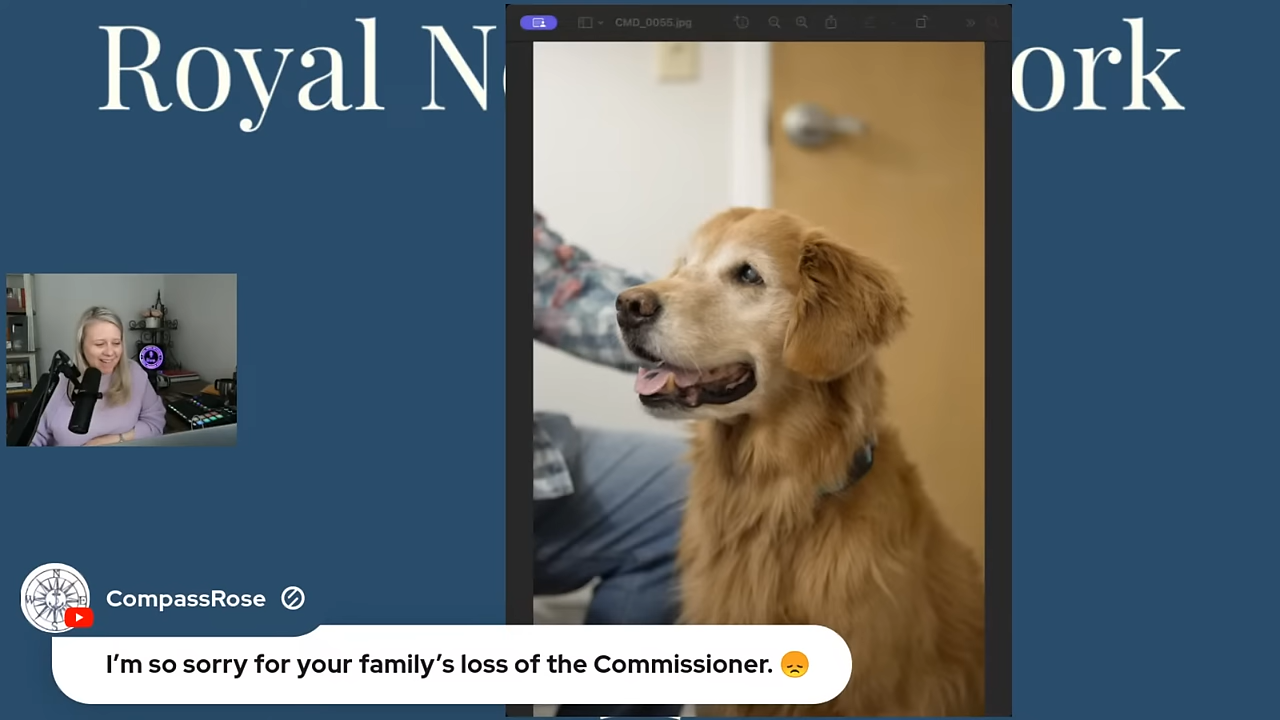 Royal N ork
CMD_0055.jpg
CompassRose
I'm so sorry for your family's loss of the Commissioner. 😞